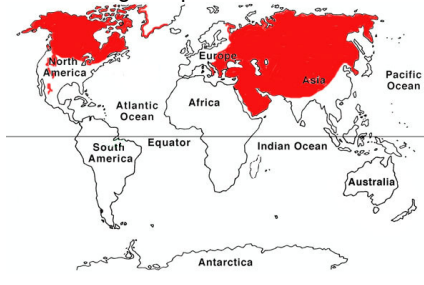 Europe
North
America
Asia
Pacific
Ocean
Atlantic
Ocean
Africa
Equator
South
America
Indian Ocean
Australia
Antarctica